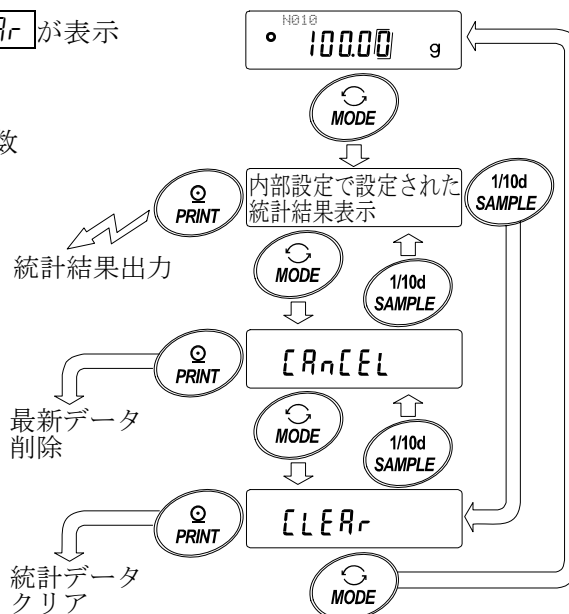 Ar が表示
N010
100.00 g
MODE
数
内部設定で設定された
統計結果表示
1/10d
SAMPLE
PRINT
統計結果出力
MODE
1/10d
SAMPLE
PRINT
CAnCEL
最新データ
削除
MODE
1/10d
SAMPLE
PRINT
CLEAr
統計データ
クリア
MODE